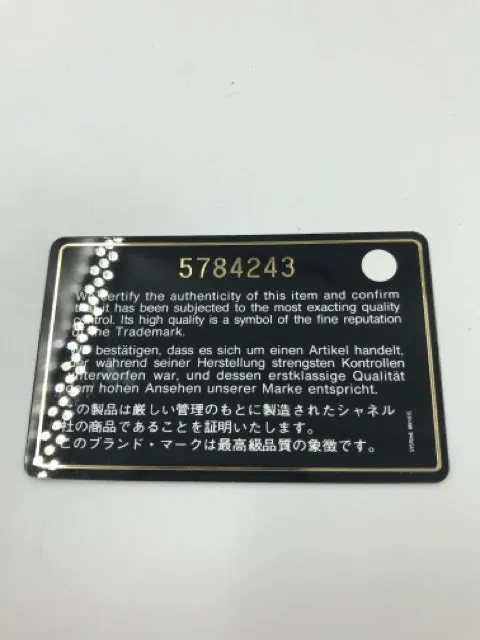 5784243
We certify the authenticity of this item and confirm
it has been subjected to the most exacting quality
control. Its high quality is a symbol of the fine reputation
of the Trademark.
bestätigen, dass es sich um einen Artikel handelt,
während seiner Herstellung strengsten Kontrollen
unterworfen war, und dessen erstklassige Qualität
dem hohen Ansehen unserer Marke entspricht.
この製品は厳しい管理のもとに製造されたシャネル
社の商品であることを証明いたします。
このブランド・マークは最高級品質の象徴です。